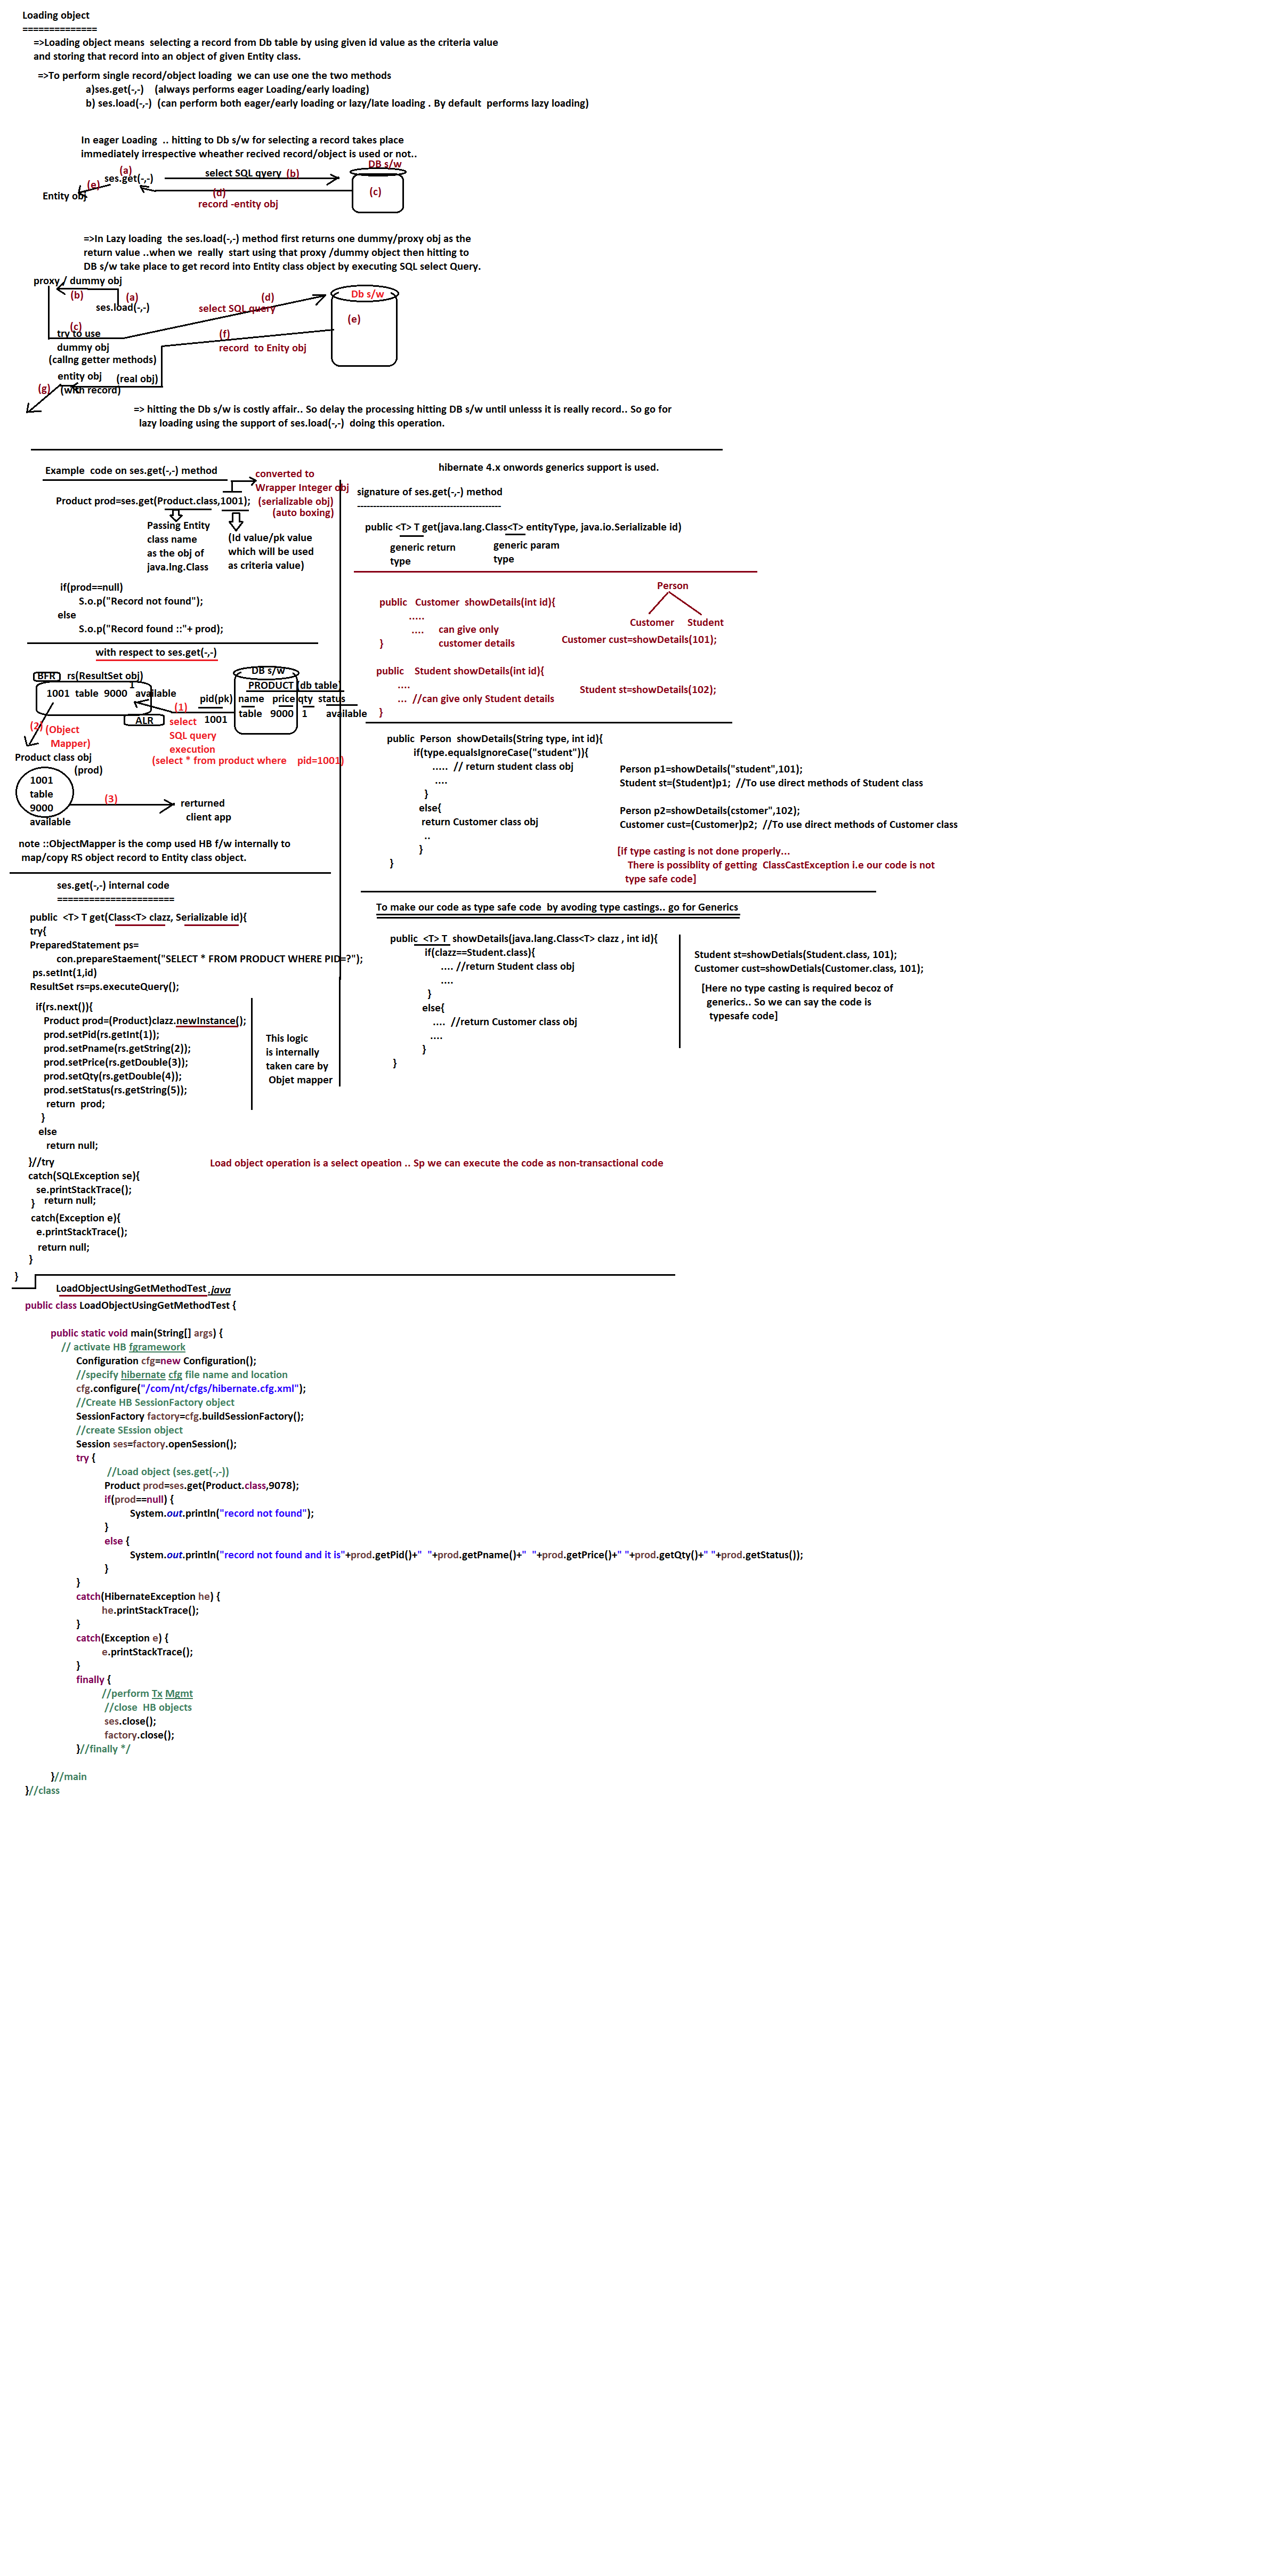 Loading object
==============
=>Loading object means  selecting a record from Db table by using given id value as the criteria value
and storing that record into an object of given Entity class.
=>To perform single record/object loading  we can use one the two methods
a)ses.get(-,-)    (always performs eager Loading/early loading)
b) ses.load(-,-)  (can perform both eager/early loading or lazy/late loading . By default  performs lazy loading)
In eager Loading  .. hitting to Db s/w for selecting a record takes place
immediately irrespective wheather recived record/object is used or not..
DB s/w
(a)
ses.get(-,-)
select SQL qyery  (b)
(e)
Entity obj
(d)
(c)
record -entity obj
=>In Lazy loading  the ses.load(-,-) method first returns one dummy/proxy obj as the
return value ..when we  really  start using that proxy /dummy object then hitting to
DB s/w take place to get record into Entity class object by executing SQL select Query.
proxy / dummy obj
(b)
(a)
ses.load(-,-)
(d)
select SQL query
Db s/w
(e)
(c)
try to use
dummy obj
(callng getter methods)
(f)
record  to Enity obj
entity obj
(real obj)
(g)
(with record)
=> hitting the Db s/w is costly affair.. So delay the processing hitting DB s/w until unlesss it is really record.. So go for
lazy loading using the support of ses.load(-,-)  doing this operation.
Example  code on ses.get(-,-) method
converted to
Wrapper Integer obj
(serializable obj)
(auto boxing)
Product prod=ses.get(Product.class,1001);
Passing Entity
class name
as the obj of
java.lng.Class
(Id value/pk value
which will be used
as criteria value)
if(prod==null)
S.o.p("Record not found");
else
S.o.p("Record found ::"+ prod);
with respect to ses.get(-,-)
BFR
rs(ResultSet obj)
1001  table  9000  1  available
ALR
DB s/w
PRODUCT (db table)
pid(pk)  name   price qty  status
1001    table   9000   1      available
(1)
select
SQL query
execution
(select * from product where    pid=1001)
(2)
(Object
Mapper)
Product class obj
(prod)
1001
table
9000
available
(3)
rerturned
client app
note ::ObjectMapper is the comp used HB f/w internally to
map/copy RS object record to Entity class object.
ses.get(-,-) internal code
======================
public  <T> T get(Class<T> clazz, Serializable id){
try{
PreparedStatement ps=
con.prepareStaement("SELECT * FROM PRODUCT WHERE PID=?");
ps.setInt(1,id)
ResultSet rs=ps.executeQuery();
if(rs.next()){
Product prod=(Product)clazz.newInstance();
prod.setPid(rs.getInt(1));
prod.setPname(rs.getString(2));
prod.setPrice(rs.getDouble(3));
prod.setQty(rs.getDouble(4));
prod.setStatus(rs.getString(5));
return  prod;
}
else
return null;
This logic
is internally
taken care by
Objet mapper
}//try
catch(SQLException se){
se.printStackTrace();
return null;
}
catch(Exception e){
e.printStackTrace();
return null;
}
}
hibernate 4.x onwords generics support is used.
signature of ses.get(-,-) method
---------------------------------------------
public <T> T get(java.lang.Class<T> entityType, java.io.Serializable id)
generic return
type
generic param
type
public   Customer  showDetails(int id){
.....
....     can give only
}     customer details
Person
Customer    Student
Customer cust=showDetails(101);
public    Student showDetails(int id){
....
...  //can give only Student details
}
Student st=showDetails(102);
public  Person showDetails(String type, int id){
if(type.equalsIgnoreCase("student")){
.....  // return student class obj
....
}
else{
return Customer class obj
..
}
}
Person p1=showDetails("student",101);
Student st=(Student)p1;  //To use direct methods of Student class
Person p2=showDetails(cstomer",102);
Customer cust=(Customer)p2;  //To use direct methods of Customer class
[if type casting is not done properly...
There is possiblity of getting  ClassCastException i.e our code is not
type safe code]
To make our code as type safe code  by avoding type castings.. go for Generics
public  <T> T  showDetails(java.lang.Class<T> clazz , int id){
if(clazz==Student.class){
.... //return Student class obj
....
}
else{
....  //return Customer class obj
....
}
}
Student st=showDetials(Student.class, 101);
Customer cust=showDetials(Customer.class, 101);
[Here no type casting is required becoz of
generics.. So we can say the code is
typesafe code]
Load object operation is a select opeation .. Sp we can execute the code as non-transactional code
LoadObjectUsingGetMethodTest.java
public class LoadObjectUsingGetMethodTest {
public static void main(String[] args) {
// activate HB fgramework
Configuration cfg=new Configuration();
//specify hibernate cfg file name and location
cfg.configure("/com/nt/cfgs/hibernate.cfg.xml");
//Create HB SessionFactory object
SessionFactory factory=cfg.buildSessionFactory();
//create SEssion object
Session ses=factory.openSession();
try {
//Load object (ses.get(-,-))
Product prod=ses.get(Product.class,9078);
if(prod==null) {
System.out.println("record not found");
}
else {
System.out.println("record not found and it is"+prod.getPid()+"  "+prod.getPname()+"  "+prod.getPrice()+" "+prod.getQty()+" "+prod.getStatus());
}
}
catch(HibernateException he) {
he.printStackTrace();
}
catch(Exception e) {
e.printStackTrace();
}
finally {
//perform Tx Mgmt
//close  HB objects
ses.close();
factory.close();
}//finally */
}//main
}//class